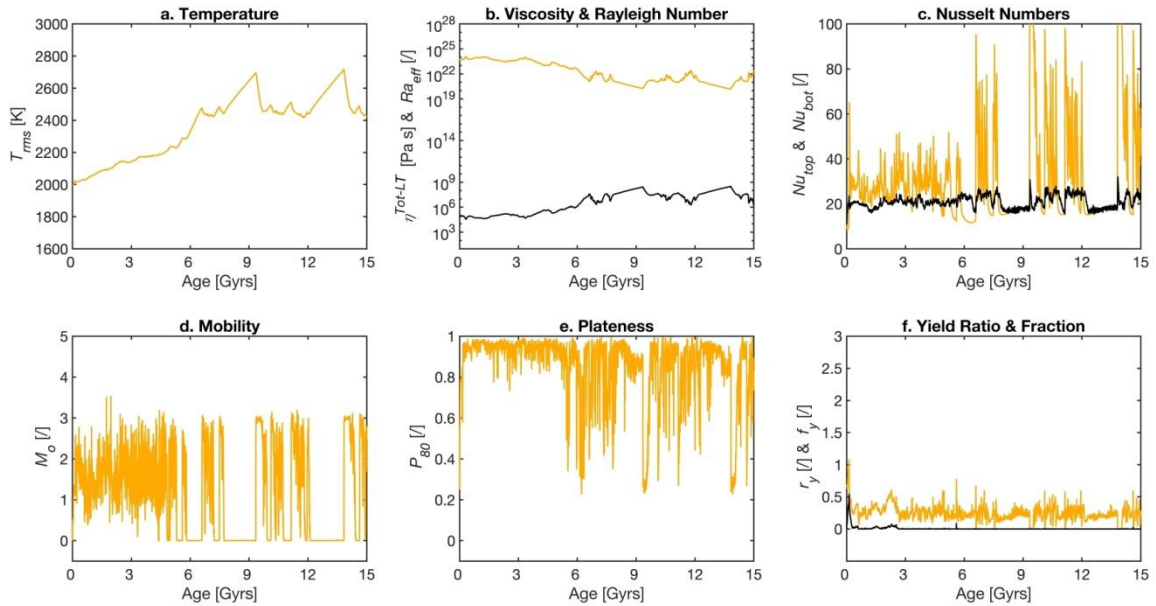 a. Temperature
3000
2800
2600
2400
2200
2000
1800
1600
T_rms [K]
0 3 6 9 12 15
Age [Gyrs]
b. Viscosity & Rayleigh Number
10^28
10^25
10^22
10^19
10^14
10^9
10^6
10^3
η^Tot-LT [Pa s] & Ra_eff [/]
0 3 6 9 12 15
Age [Gyrs]
c. Nusselt Numbers
100
80
60
40
20
0
Nu_top & Nu_bot [/]
0 3 6 9 12 15
Age [Gyrs]
d. Mobility
5
4
3
2
1
0
M_o [/]
0 3 6 9 12 15
Age [Gyrs]
e. Plateness
1
0.8
0.6
0.4
0.2
0
P_80 [/]
0 3 6 9 12 15
Age [Gyrs]
f. Yield Ratio & Fraction
3
2.5
2
1.5
1
0.5
0
r_y [/] & f_y [/]
0 3 6 9 12 15
Age [Gyrs]